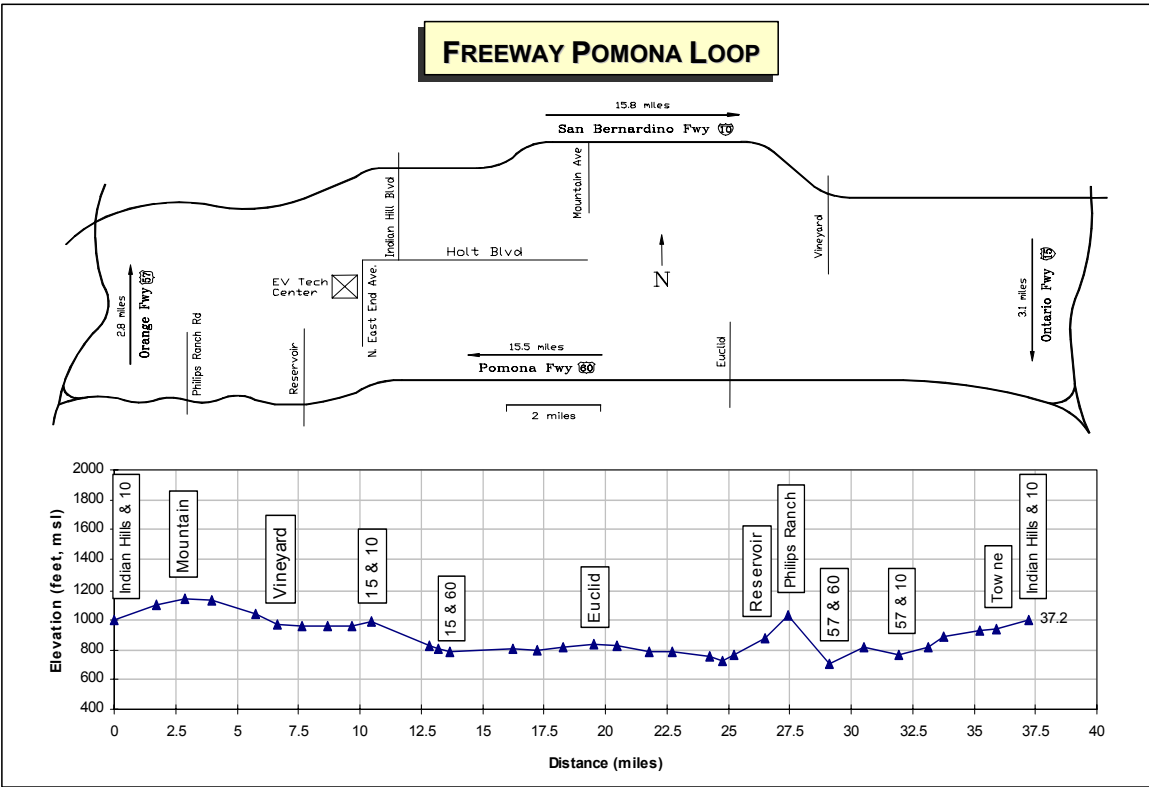 FREEWAY POMONA LOOP
15.8 miles
San Bernardino Fwy 10
Indian Hill Blvd
Mountain Ave
Vineyard
Holt Blvd
EV Tech
Center
N. East End Ave.
N
2.8 miles
Orange Fwy 57
3.1 miles
Ontario Fwy 15
Philips Ranch Rd
Reservoir
15.5 miles
Pomona Fwy 60
Euclid
2 miles
Elevation (feet, msl)
2000
1800
1600
1400
1200
1000
800
600
400
Indian Hills & 10
Mountain
Vineyard
15 & 10
15 & 60
Euclid
Reservoir
Philips Ranch
57 & 60
57 & 10
Towne
Indian Hills & 10
37.2
0 2.5 5 7.5 10 12.5 15 17.5 20 22.5 25 27.5 30 32.5 35 37.5 40
Distance (miles)